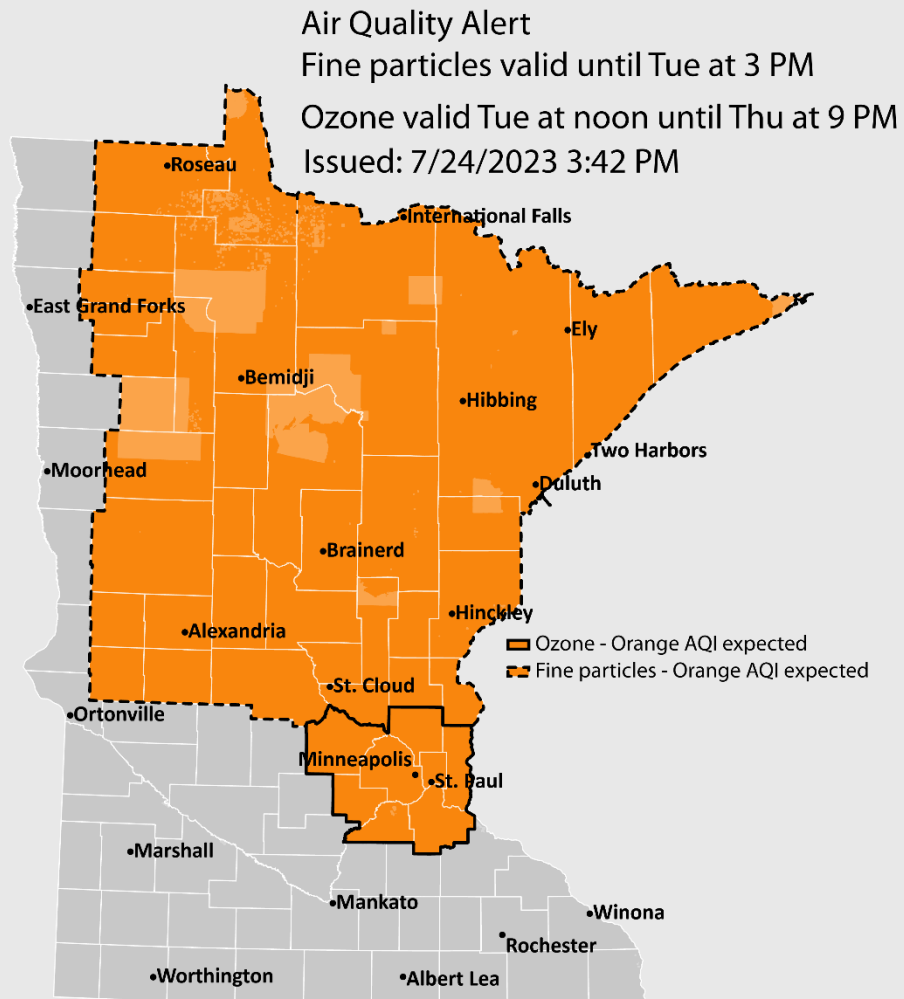 Air Quality Alert
Fine particles valid until Tue at 3 PM
Ozone valid Tue at noon until Thu at 9 PM
Issued: 7/24/2023 3:42 PM
Roseau
International Falls
East Grand Forks
Ely
Bemidji
Hibbing
Two Harbors
Moorhead
Duluth
Brainerd
Hinckley
Alexandria
Ozone - Orange AQI expected
Fine particles - Orange AQI expected
St. Cloud
Ortonville
Minneapolis
St. Paul
Marshall
Mankato
Winona
Rochester
Worthington
Albert Lea